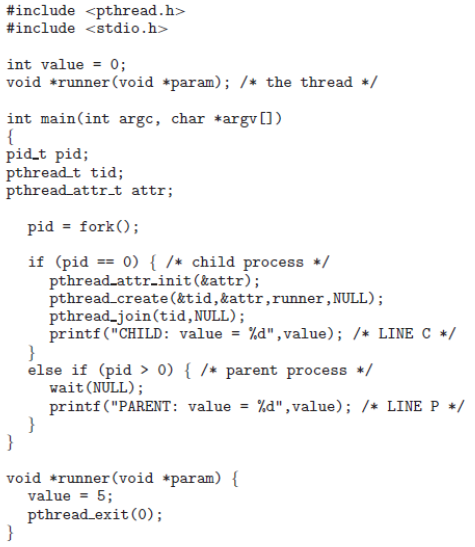 #include <pthread.h>
#include <stdio.h>
int value = 0;
void *runner(void *param); /* the thread */
int main(int argc, char *argv[])
{
pid_t pid;
pthread_t tid;
pthread_attr_t attr;
pid = fork();
if (pid == 0) { /* child process */
pthread_attr_init(&attr);
pthread_create(&tid,&attr,runner,NULL);
pthread_join(tid,NULL);
printf("CHILD: value = %d",value); /* LINE C */
}
else if (pid > 0) { /* parent process */
wait(NULL);
printf("PARENT: value = %d",value); /* LINE P */
}
}
void *runner(void *param) {
value = 5;
pthread_exit(0);
}